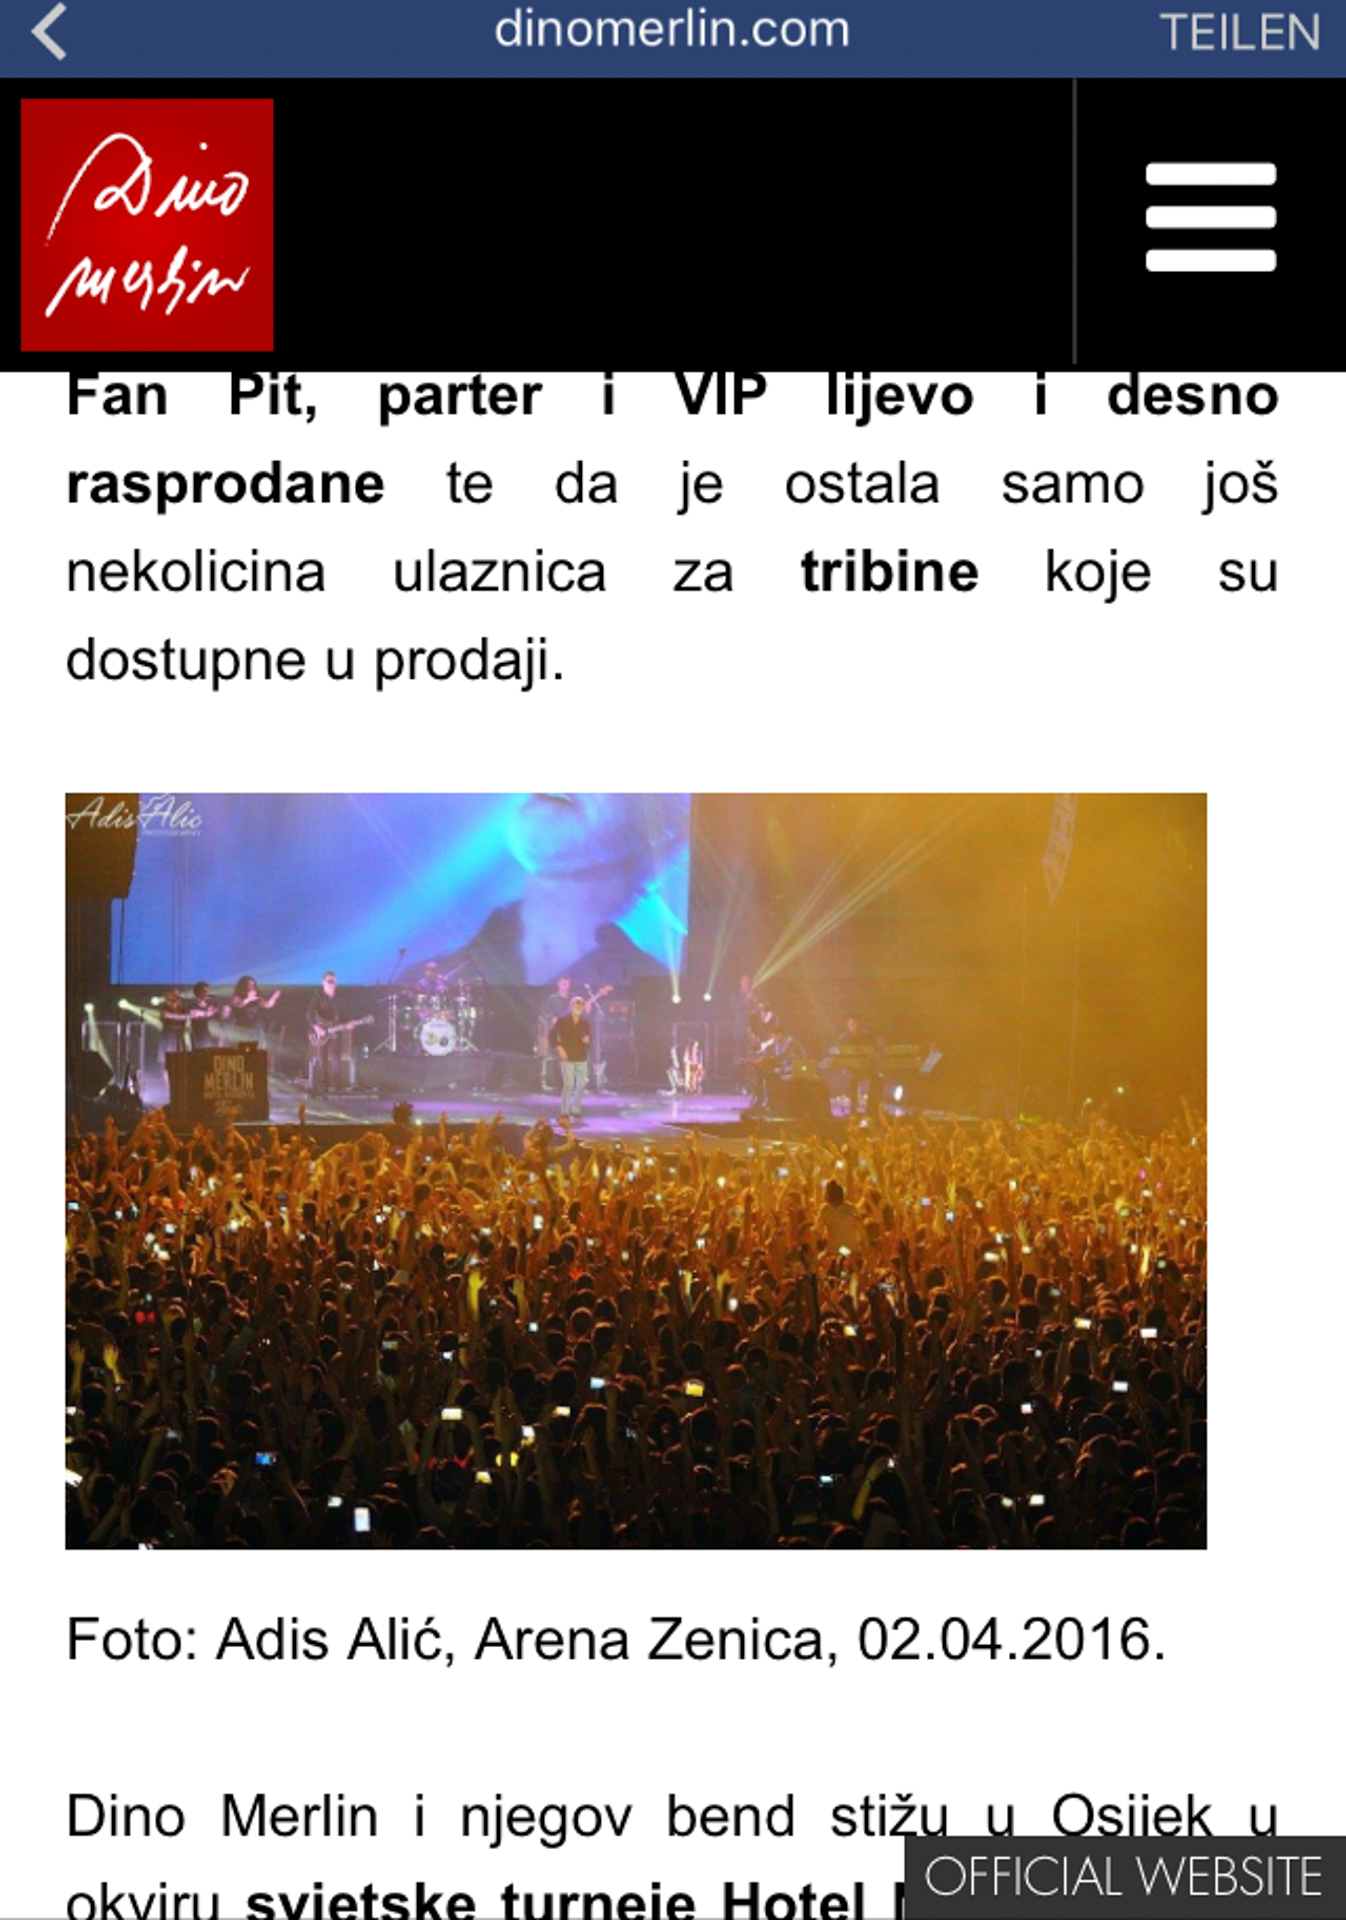 dinomerlin.com
TEILEN
Dino
Merlin
Fan Pit, parter i VIP lijevo i desno
rasprodane te da je ostala samo još
nekolicina ulaznica za tribine koje su
dostupne u prodaji.
Adis Alic
PHOTOGRAPHY
DINO
MERLIN
Foto: Adis Alić, Arena Zenica, 02.04.2016.
Dino Merlin i njegov bend stižu u Osijek u
okviru svjetske turneje Hotel
OFFICIAL WEBSITE